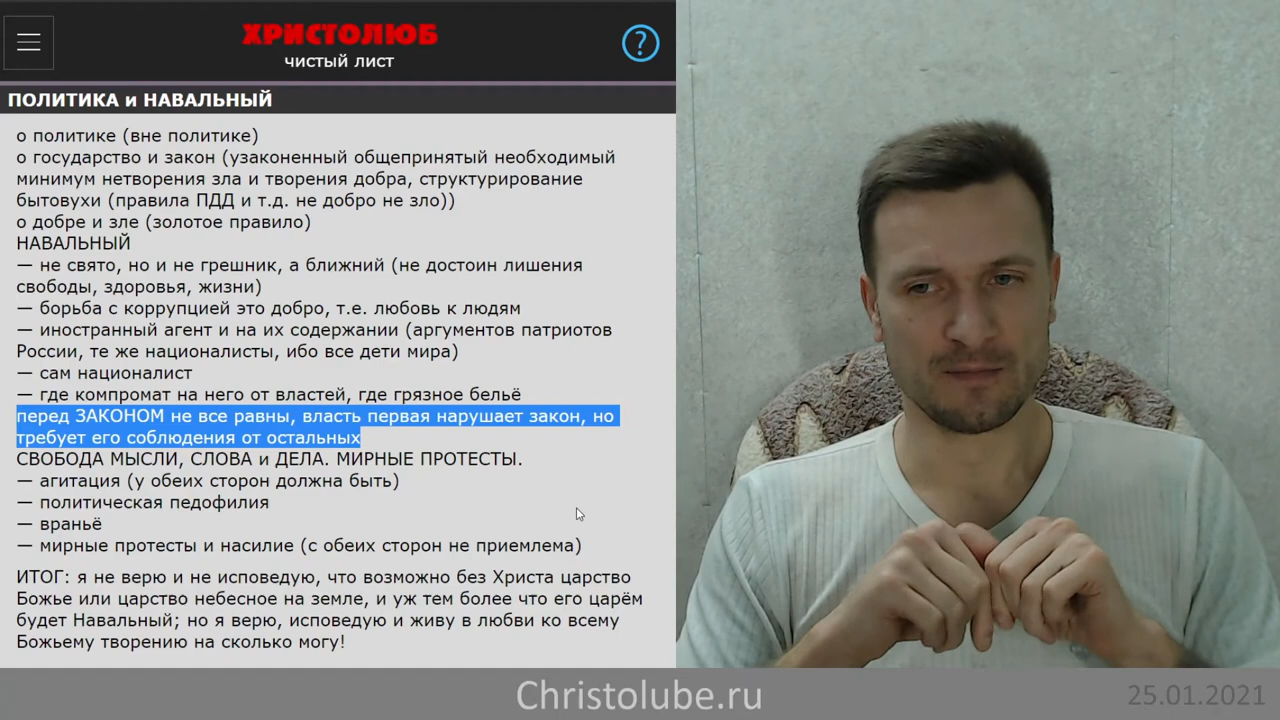 ХРИСТОЛЮБ
чистый лист
?
ПОЛИТИКА и НАВАЛЬНЫЙ
о политике (вне политике)
о государство и закон (узаконенный общепринятый необходимый
минимум нетворения зла и творения добра, структурирование
бытовухи (правила ПДД и т.д. не добро не зло))
о добре и зле (золотое правило)
НАВАЛЬНЫЙ
— не свято, но и не грешник, а ближний (не достоин лишения
свободы, здоровья, жизни)
— борьба с коррупцией это добро, т.е. любовь к людям
— иностранный агент и на их содержании (аргументов патриотов
России, те же националисты, ибо все дети мира)
— сам националист
— где компромат на него от властей, где грязное бельё
перед ЗАКОНОМ не все равны, власть первая нарушает закон, но
требует его соблюдения от остальных
СВОБОДА МЫСЛИ, СЛОВА и ДЕЛА. МИРНЫЕ ПРОТЕСТЫ.
— агитация (у обеих сторон должна быть)
— политическая педофилия
— враньё
— мирные протесты и насилие (с обеих сторон не приемлема)
ИТОГ: я не верю и не исповедую, что возможно без Христа царство
Божье или царство небесное на земле, и уж тем более что его царём
будет Навальный; но я верю, исповедую и живу в любви ко всему
Божьему творению на сколько могу!
Christolube.ru
25.01.2021